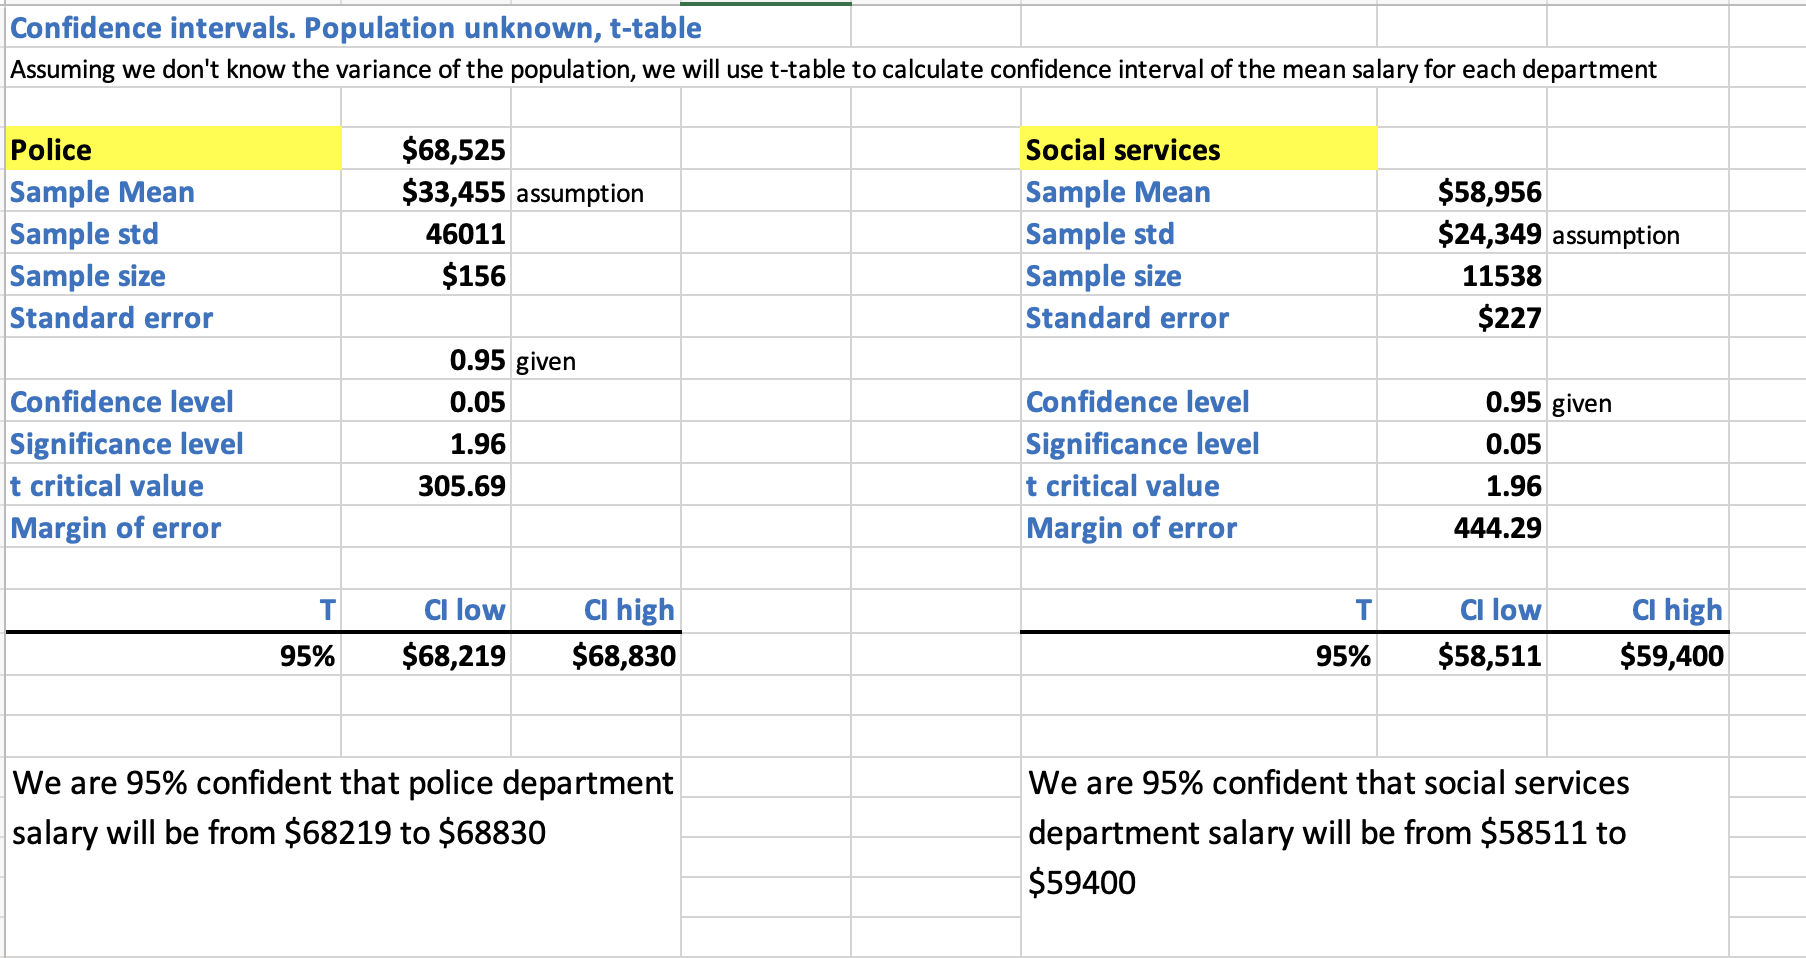 Confidence intervals. Population unknown, t-table
Assuming we don't know the variance of the population, we will use t-table to calculate confidence interval of the mean salary for each department
Police $68,525
Sample Mean $33,455 assumption
Sample std 46011
Sample size $156
Standard error
0.95 given
Confidence level 0.05
Significance level 1.96
t critical value 305.69
Margin of error
T CI low CI high
95% $68,219 $68,830
We are 95% confident that police department
salary will be from $68219 to $68830
Social services
Sample Mean $58,956
Sample std $24,349 assumption
Sample size 11538
Standard error $227
Confidence level 0.95 given
Significance level 0.05
t critical value 1.96
Margin of error 444.29
T CI low CI high
95% $58,511 $59,400
We are 95% confident that social services
department salary will be from $58511 to
$59400